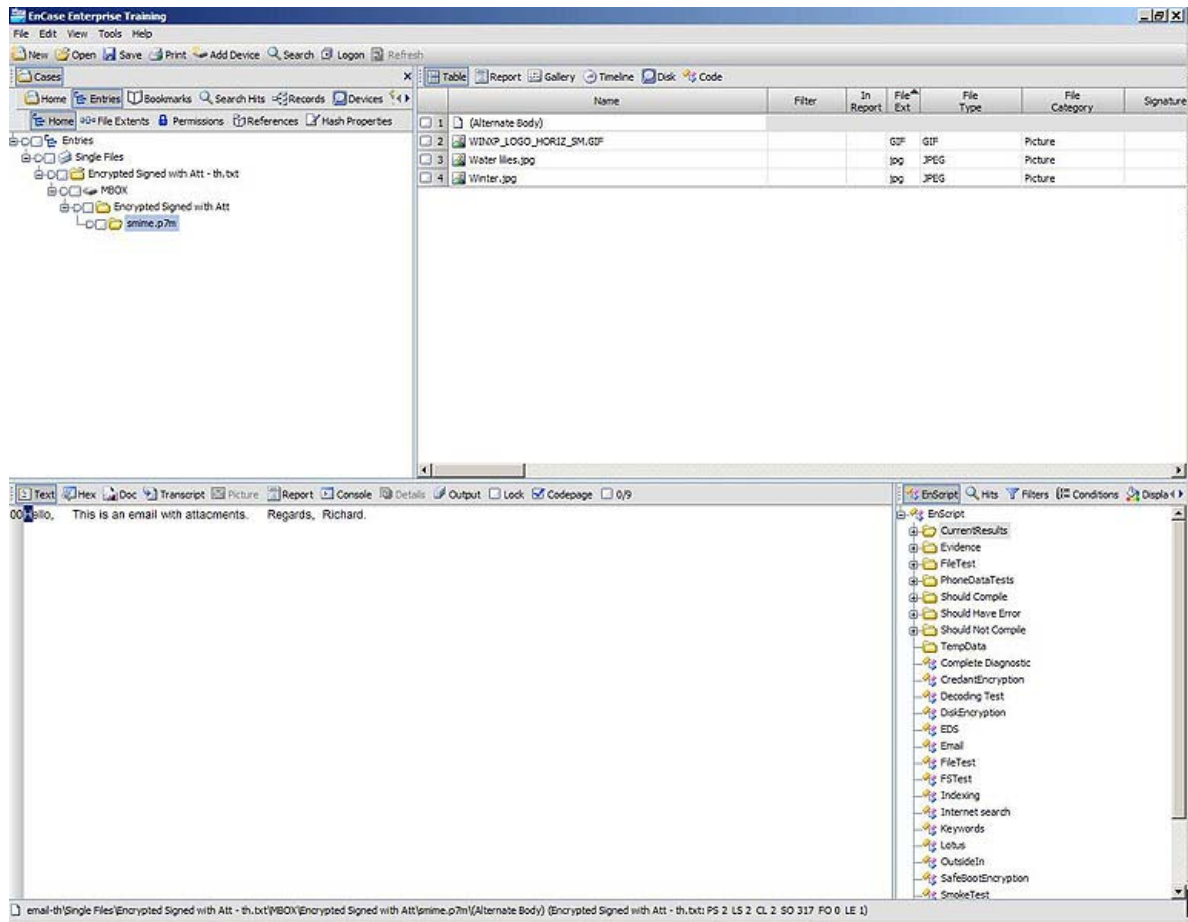 EnCase Enterprise Training
File Edit View Tools Help
New Open Save Print Add Device Search Logon Refresh
Cases
Home Entries Bookmarks Search Hits Records Devices
Home File Extents Permissions References Hash Properties
Entries
Single Files
Encrypted Signed with Att - th.txt
MBOX
Encrypted Signed with Att
smime.p7m
Table Report Gallery Timeline Disk Code
Name Filter In Report File Ext File Type File Category Signature
1 (Alternate Body)
2 WINXP_LOGO_HORIZ_SM.GIF GIF GIF Picture
3 Water lilies.jpg jpg JPEG Picture
4 Winter.jpg jpg JPEG Picture
Text Hex Doc Transcript Picture Report Console Details Output Lock Codepage 0/9
00Hello, This is an email with attacments. Regards, Richard.
EnScript Hits Filters Conditions Displa
EnScript
CurrentResults
Evidence
FileTest
PhoneDataTests
Should Compile
Should Have Error
Should Not Compile
TempData
Complete Diagnostic
CredantEncryption
Decoding Test
DiskEncryption
EDS
Email
FileTest
FSTest
Indexing
Internet search
Keywords
Lotus
OutsideIn
SafeBootEncryption
SmokeTest
email-th\Single Files\Encrypted Signed with Att - th.txt\MBOX\Encrypted Signed with Att\smime.p7m\(Alternate Body) (Encrypted Signed with Att - th.txt: PS 2 LS 2 CL 2 SO 317 FO 0 LE 1)